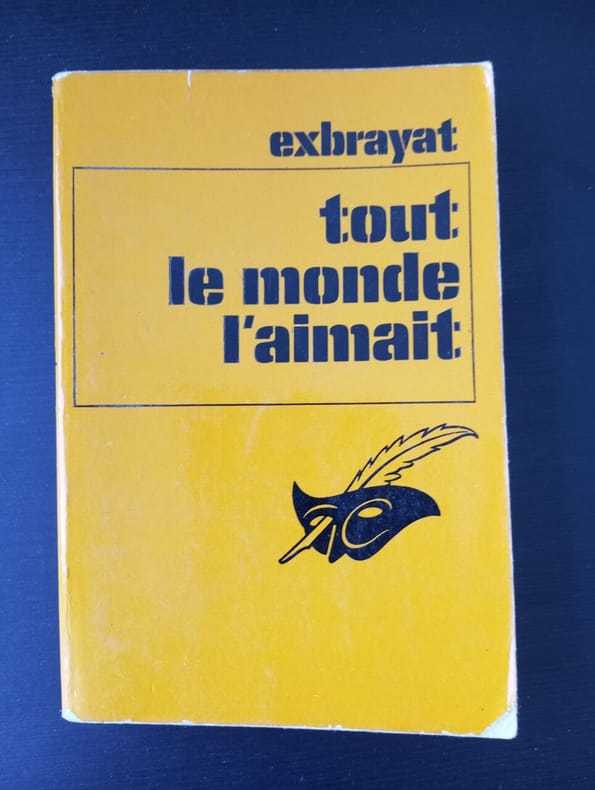 exbrayat
tout
le monde
l'aimait